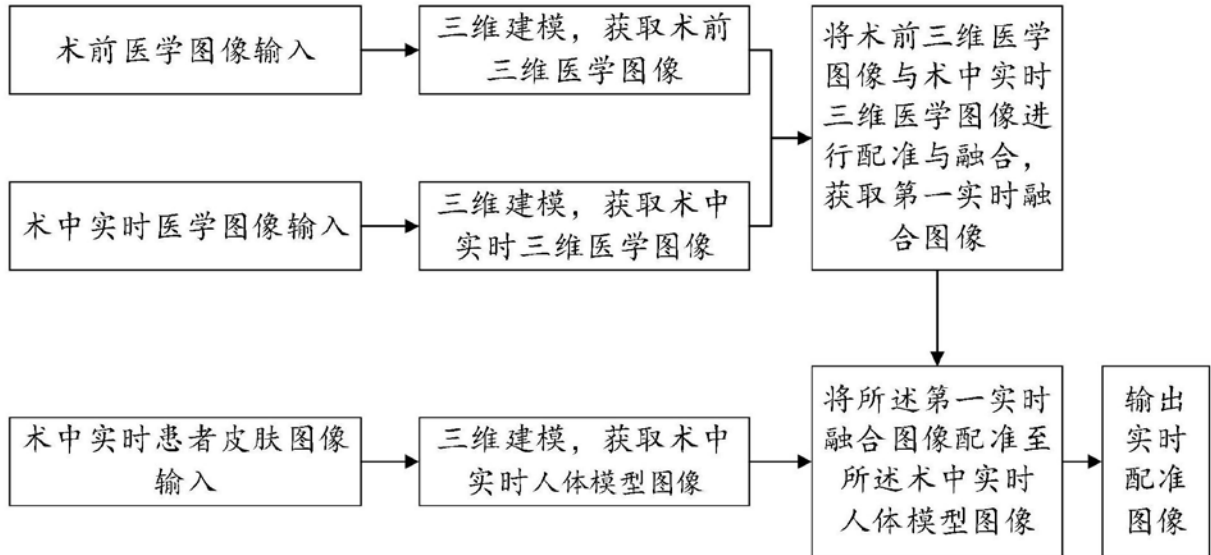 术前医学图像输入
三维建模，获取术前
三维医学图像
将术前三维医学
图像与术中实时
三维医学图像进
行配准与融合，
获取第一实时融
合图像
术中实时医学图像输入
三维建模，获取术中
实时三维医学图像
术中实时患者皮肤图像
输入
三维建模，获取术中
实时人体模型图像
将所述第一实时
融合图像配准至
所述术中实时
人体模型图像
输出
实时
配准
图像